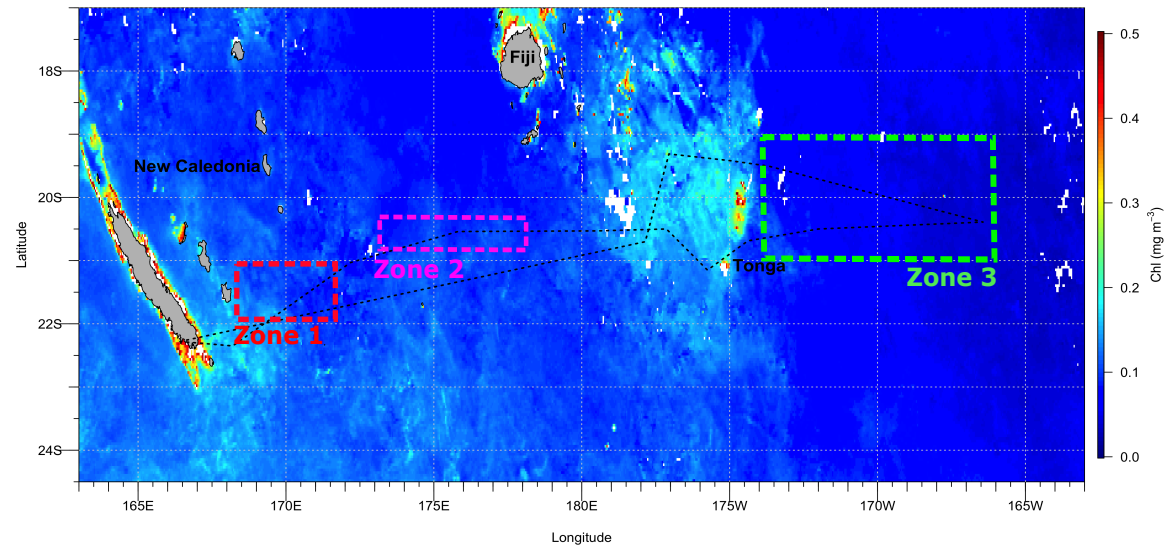 Fiji
New Caledonia
Zone 2
Tonga
Zone 3
Zone 1
18S
20S
22S
24S
Latitude
165E
170E
175E
180E
175W
170W
165W
Longitude
0.5
0.4
0.3
0.2
0.1
0.0
Chl (mg m⁻³)